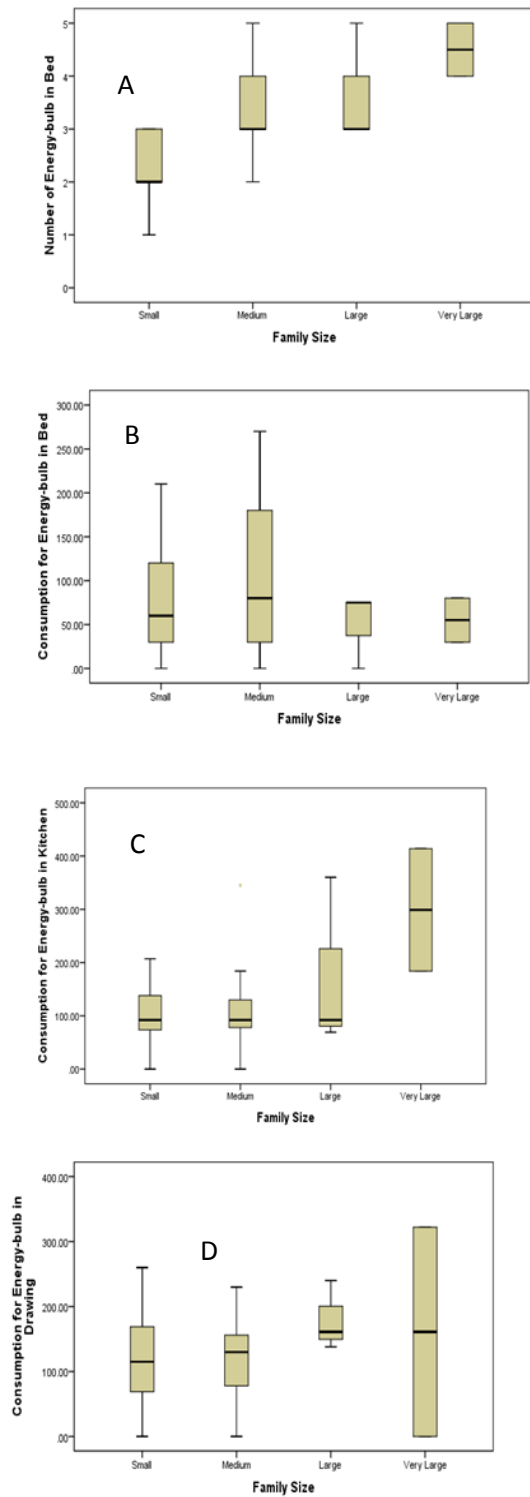 A
Number of Energy-bulb in Bed
5
4
3
2
1
0
Small Medium Large Very Large
Family Size
B
Consumption for Energy-bulb in Bed
300.00
250.00
200.00
150.00
100.00
50.00
.00
Small Medium Large Very Large
Family Size
C
Consumption for Energy-bulb in Kitchen
500.00
400.00
300.00
200.00
100.00
.00
Small Medium Large Very Large
Family Size
D
Consumption for Energy-bulb in
Drawing
400.00
300.00
200.00
100.00
.00
Small Medium Large Very Large
Family Size